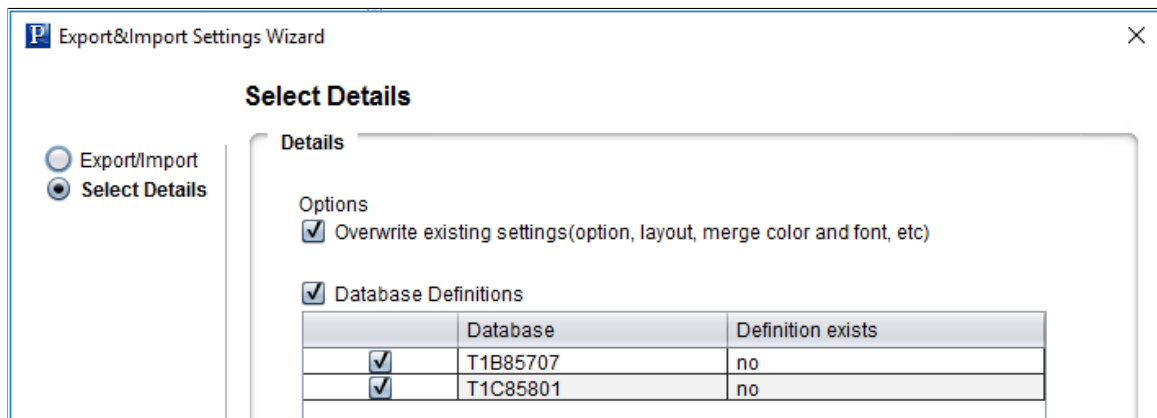 P Export&Import Settings Wizard
Select Details
Export/Import
Select Details
Details
Options
Overwrite existing settings(option, layout, merge color and font, etc)
Database Definitions
Database Definition exists
T1B85707 no
T1C85801 no